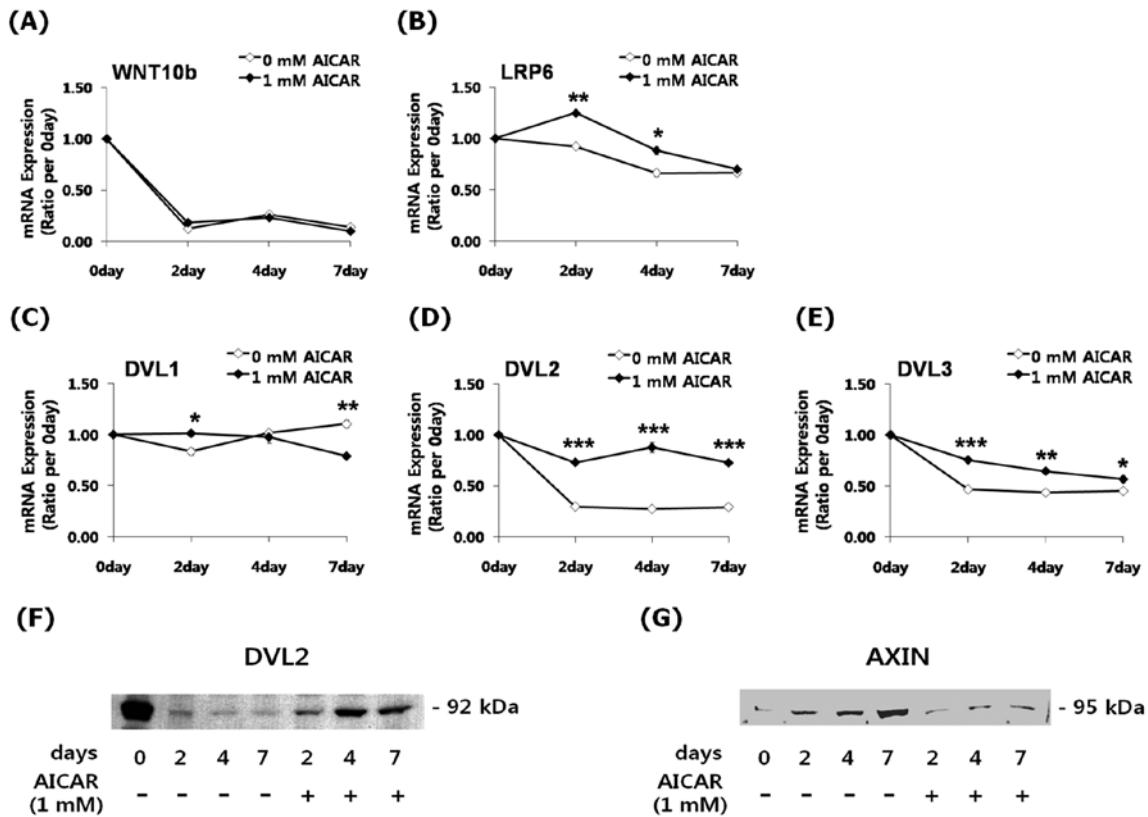 (A)
WNT10b
0 mM AICAR
1 mM AICAR
mRNA Expression
(Ratio per 0day)
1.50
1.00
0.50
0.00
0day 2day 4day 7day
(B)
LRP6
0 mM AICAR
1 mM AICAR
mRNA Expression
(Ratio per 0day)
1.50
1.00
0.50
0.00
** *
0day 2day 4day 7day
(C)
DVL1
0 mM AICAR
1 mM AICAR
mRNA Expression
(Ratio per 0day)
1.50
1.00
0.50
0.00
* **
0day 2day 4day 7day
(D)
DVL2
0 mM AICAR
1 mM AICAR
mRNA Expression
(Ratio per 0day)
1.50
1.00
0.50
0.00
*** *** ***
0day 2day 4day 7day
(E)
DVL3
0 mM AICAR
1 mM AICAR
mRNA Expression
(Ratio per 0day)
1.50
1.00
0.50
0.00
*** ** *
0day 2day 4day 7day
(F)
DVL2
- 92 kDa
days 0 2 4 7 2 4 7
AICAR - - - - + + +
(1 mM)
(G)
AXIN
- 95 kDa
days 0 2 4 7 2 4 7
AICAR - - - - + + +
(1 mM)